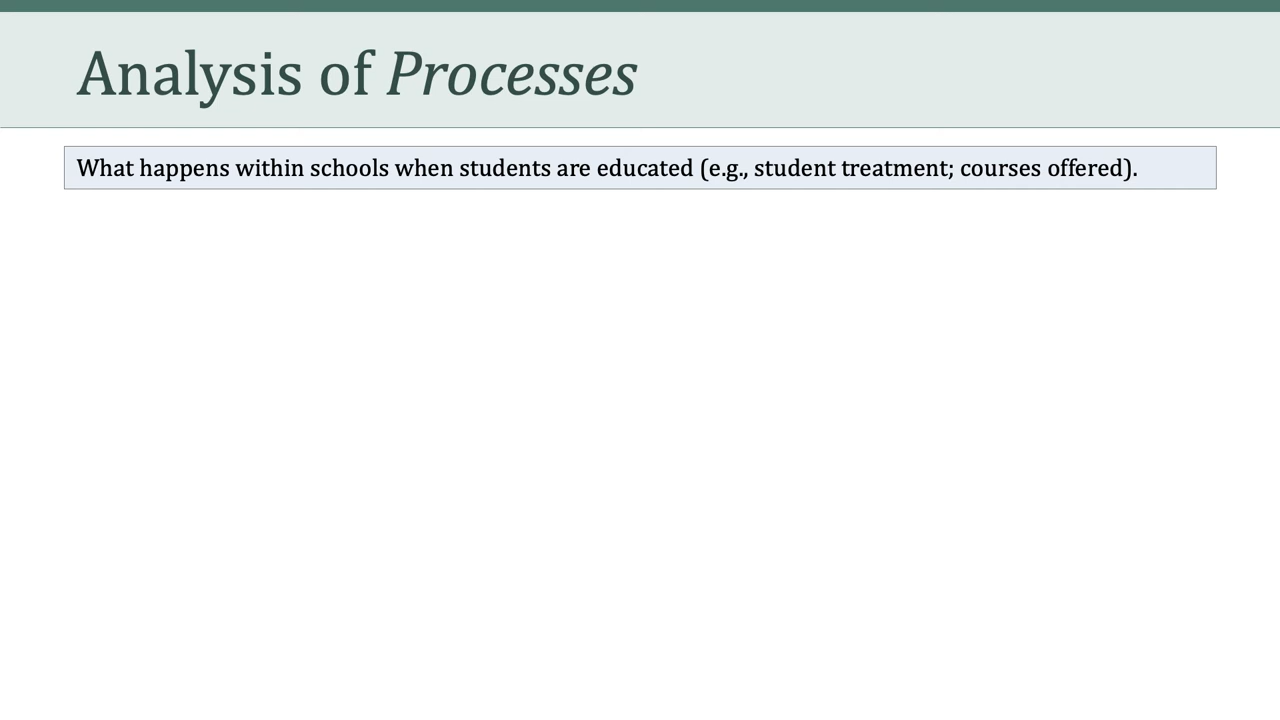 Analysis of Processes
What happens within schools when students are educated (e.g., student treatment; courses offered).